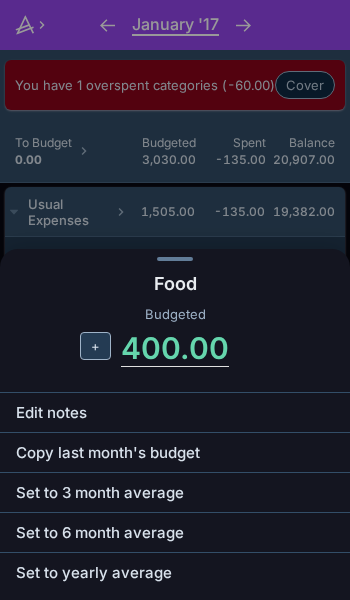 January '17
You have 1 overspent categories (-60.00) Cover
To Budget Budgeted Spent Balance
0.00 3,030.00 -135.00 20,907.00
Usual Expenses 1,505.00 -135.00 19,382.00
Food
Budgeted
+ 400.00
Edit notes
Copy last month's budget
Set to 3 month average
Set to 6 month average
Set to yearly average